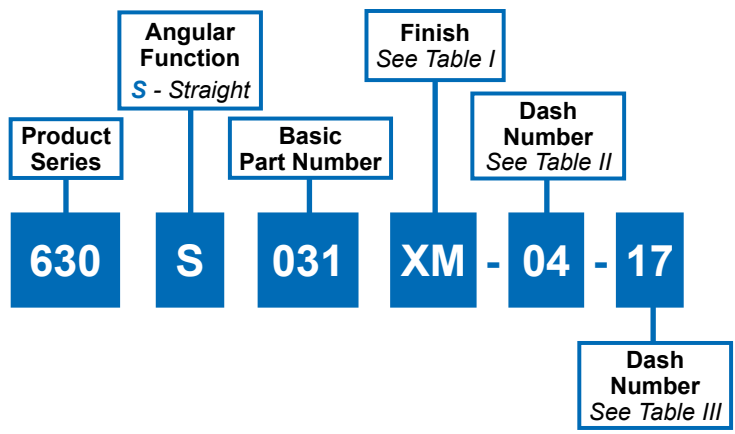 Angular
Function
S - Straight
Finish
See Table I
Product
Series
Basic
Part Number
Dash
Number
See Table II
630 S 031 XM - 04 - 17
Dash
Number
See Table III